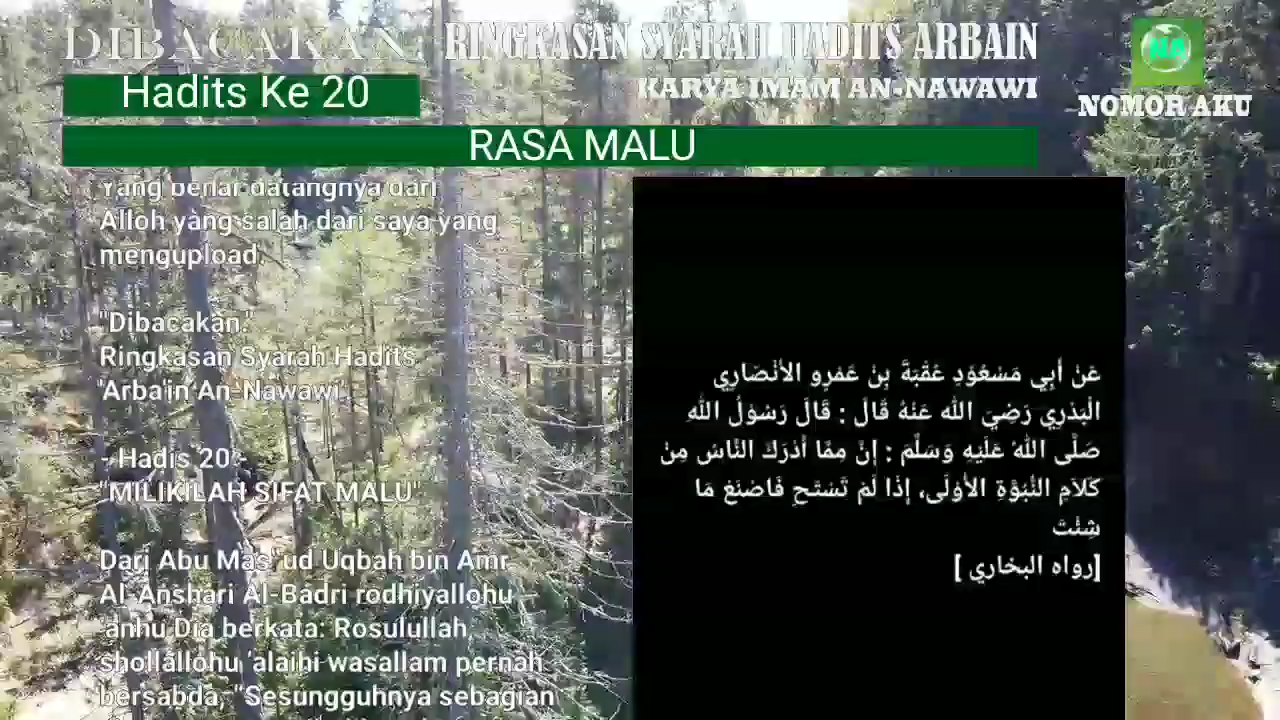 DIBACAKAN. RINGKASAN SYARAH HADITS ARBAIN
KARYA IMAM AN-NAWAWI
NA
NOMOR AKU
Hadits Ke 20
RASA MALU
Yang benar datangnya dari
Alloh yang salah dari saya yang
mengupload.
"Dibacakan."
Ringkasan Syarah Hadits
'Arba'in An-Nawawi.
- Hadis 20 -
"MILIKILAH SIFAT MALU"
Dari Abu Mas'ud Uqbah bin Amr
Al-Anshari Al-Badri rodhiyallohu
'anhu Dia berkata: Rosulullah
shollallohu 'alaihi wasallam pernah
bersabda, "Sesungguhnya sebagian
عَنْ أَبِي مَسْعُوْدٍ عُقْبَةَ بِنْ عَمْرٍو الأَنْصَارِي
الْبَدْرِي رَضِيَ الله عَنْهُ قَالَ : قَالَ رَسُوْلُ اللهِ
صَلَّى اللهُ عَلَيْهِ وَسَلَّمَ : إِنَّ مِمَّا أَدْرَكَ النَّاسُ مِنْ
كَلاَمِ النُّبُوَّةِ الأُوْلَى، إِذَا لَمْ تَسْتَحِ فَاصْنَعْ مَا
شِئْتَ
[رواه البخاري ]